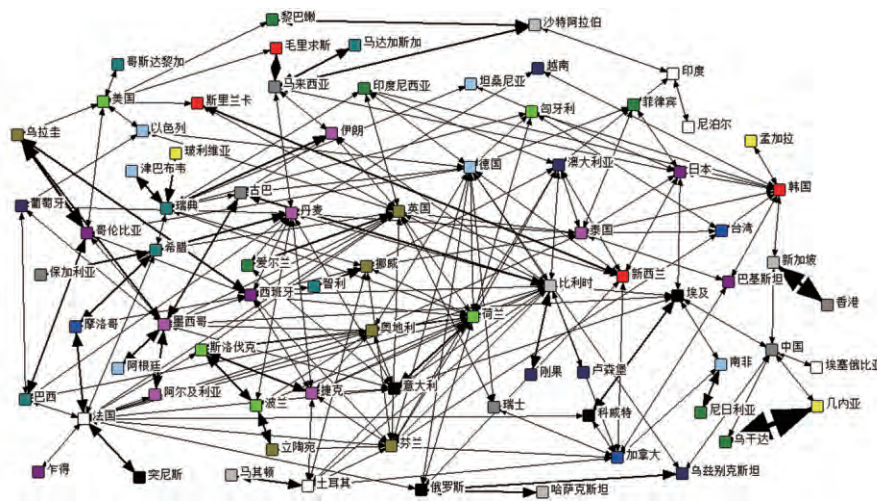 黎巴嫩
沙特阿拉伯
毛里求斯
马达加斯加
哥斯达黎加
越南
印度
美国
斯里兰卡
马来西亚
印度尼西亚
坦桑尼亚
菲律宾
匈牙利
尼泊尔
乌拉圭
以色列
伊朗
孟加拉
玻利维亚
德国
澳大利亚
日本
津巴布韦
古巴
韩国
葡萄牙
瑞典
丹麦
英国
哥伦比亚
泰国
台湾
希腊
爱尔兰
挪威
新加坡
保加利亚
智利
比利时
新西兰
巴基斯坦
西班牙
埃及
香港
摩洛哥
墨西哥
荷兰
奥地利
斯洛伐克
中国
阿根廷
刚果
卢森堡
南非
埃塞俄比亚
巴西
阿尔及利亚
捷克
意大利
法国
波兰
瑞士
科威特
尼日利亚
几内亚
立陶宛
芬兰
乌干达
加拿大
乍得
突尼斯
马其顿
土耳其
俄罗斯
哈萨克斯坦
乌兹别克斯坦